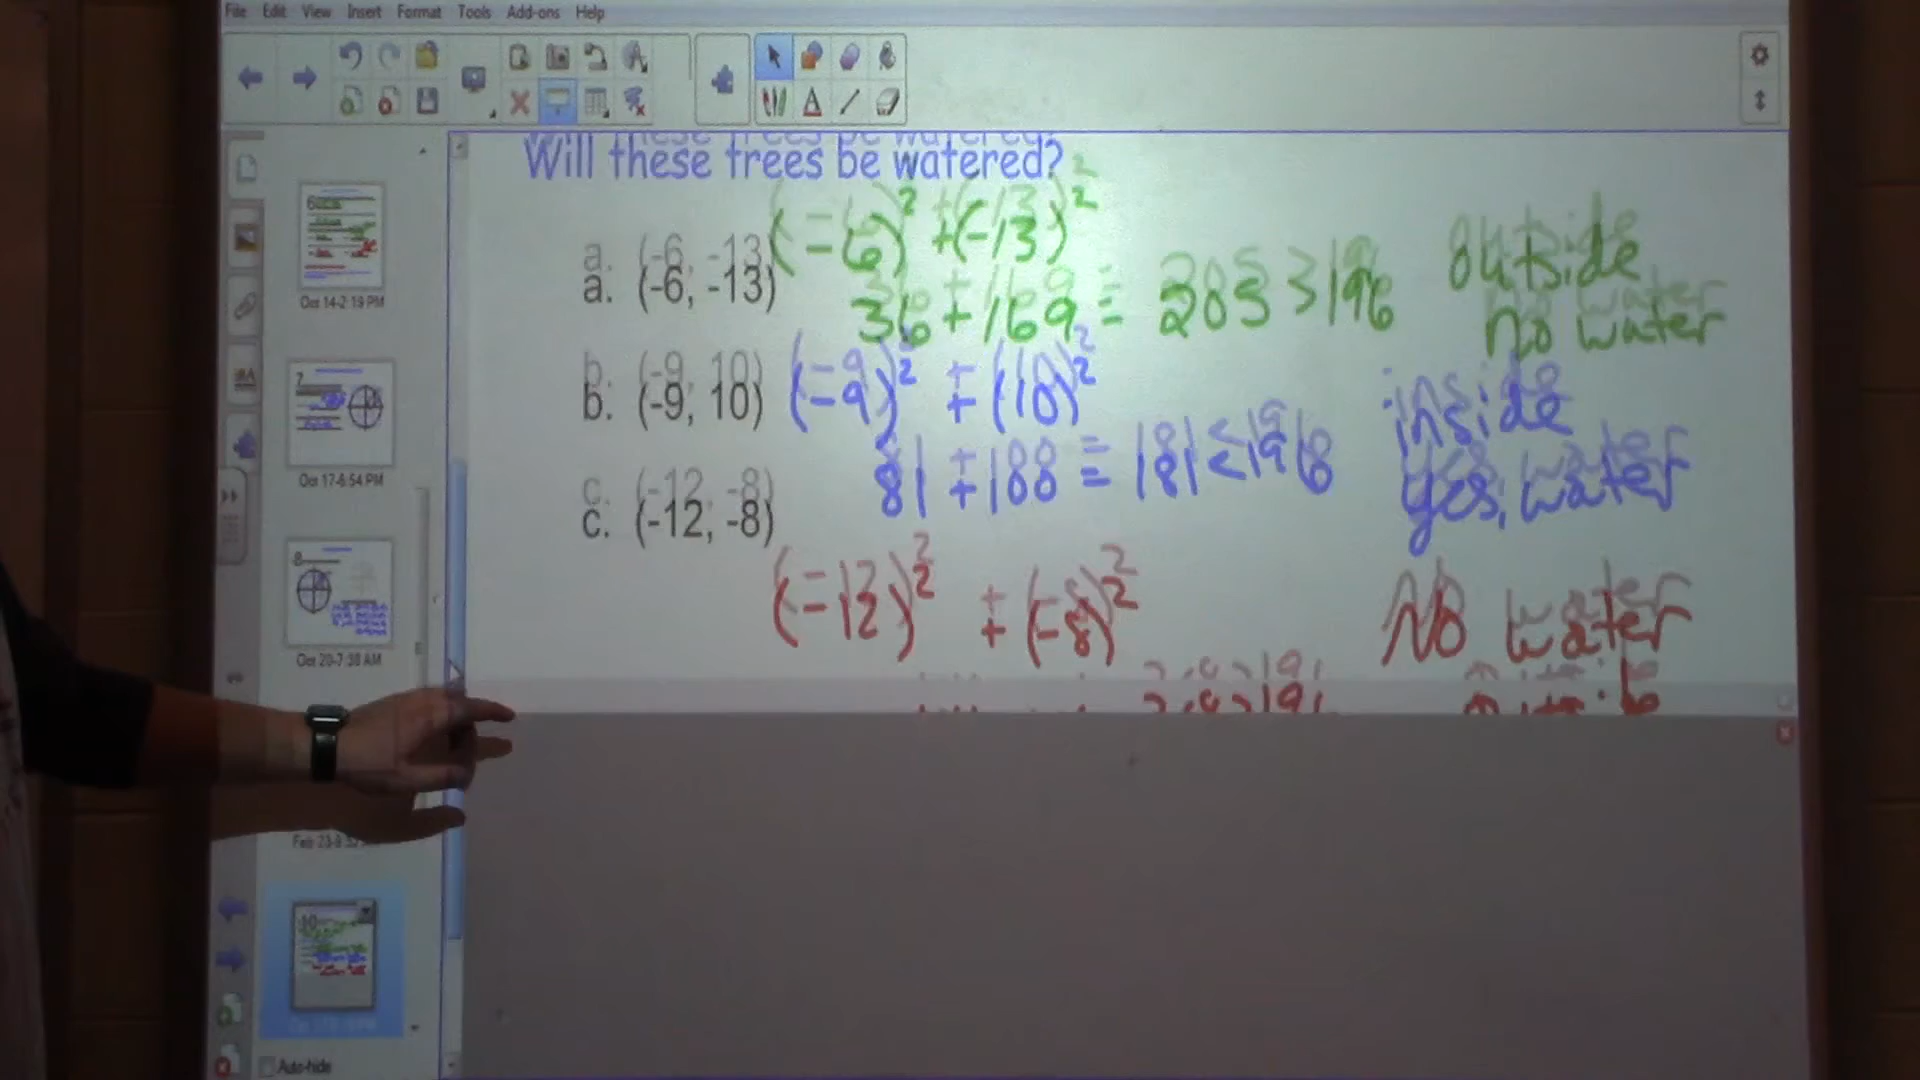 File Edit View Insert Format Tools Add-ons Help
Will these trees be watered?
a. (-6, -13) (-6)² + (-13)² outside
36 + 169 = 205 > 196 no water
b. (-9, 10) (-9)² + (10)² inside
81 + 100 = 181 < 196 yes, water
c. (-12, -8)
(-12)² + (-8)² No water
Oct 14-2:19 PM
7
Oct 17-6:54 PM
8
Oct 20-7:38 AM
10
Auto-hide